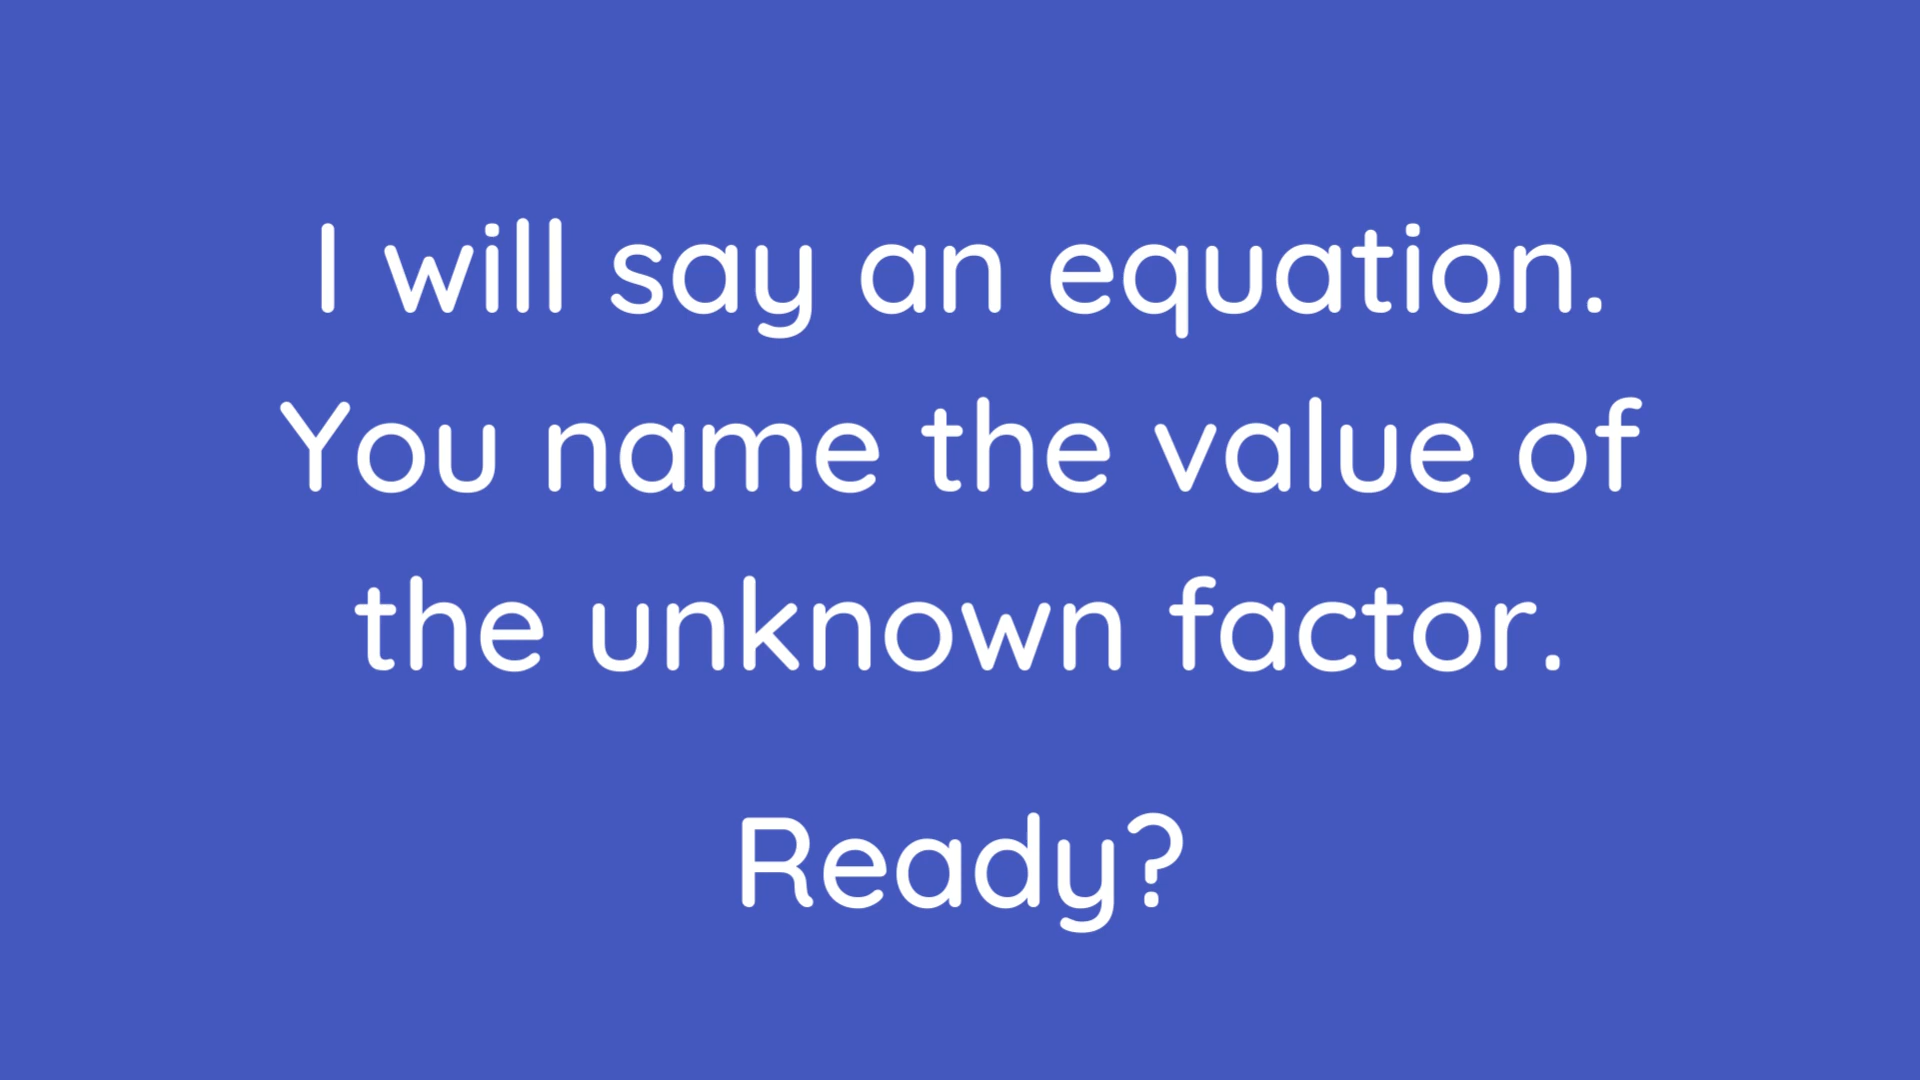 I will say an equation.
You name the value of
the unknown factor.
Ready?